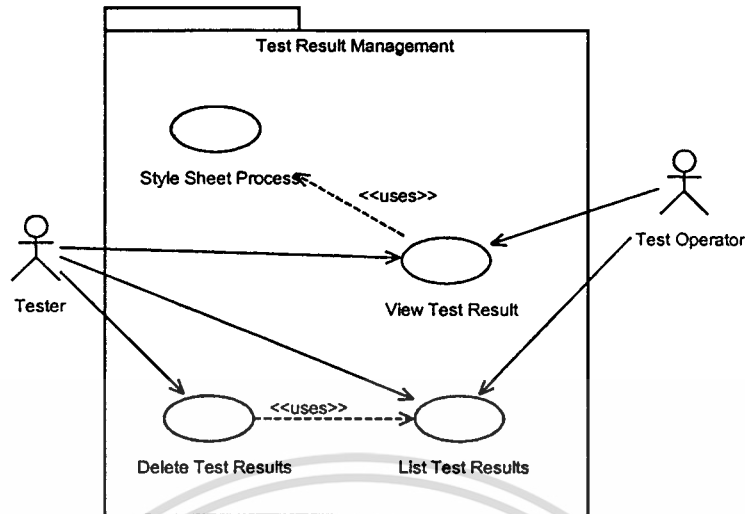 Test Result Management
Style Sheet Process
<<uses>>
Test Operator
Tester
View Test Result
<<uses>>
Delete Test Results
List Test Results